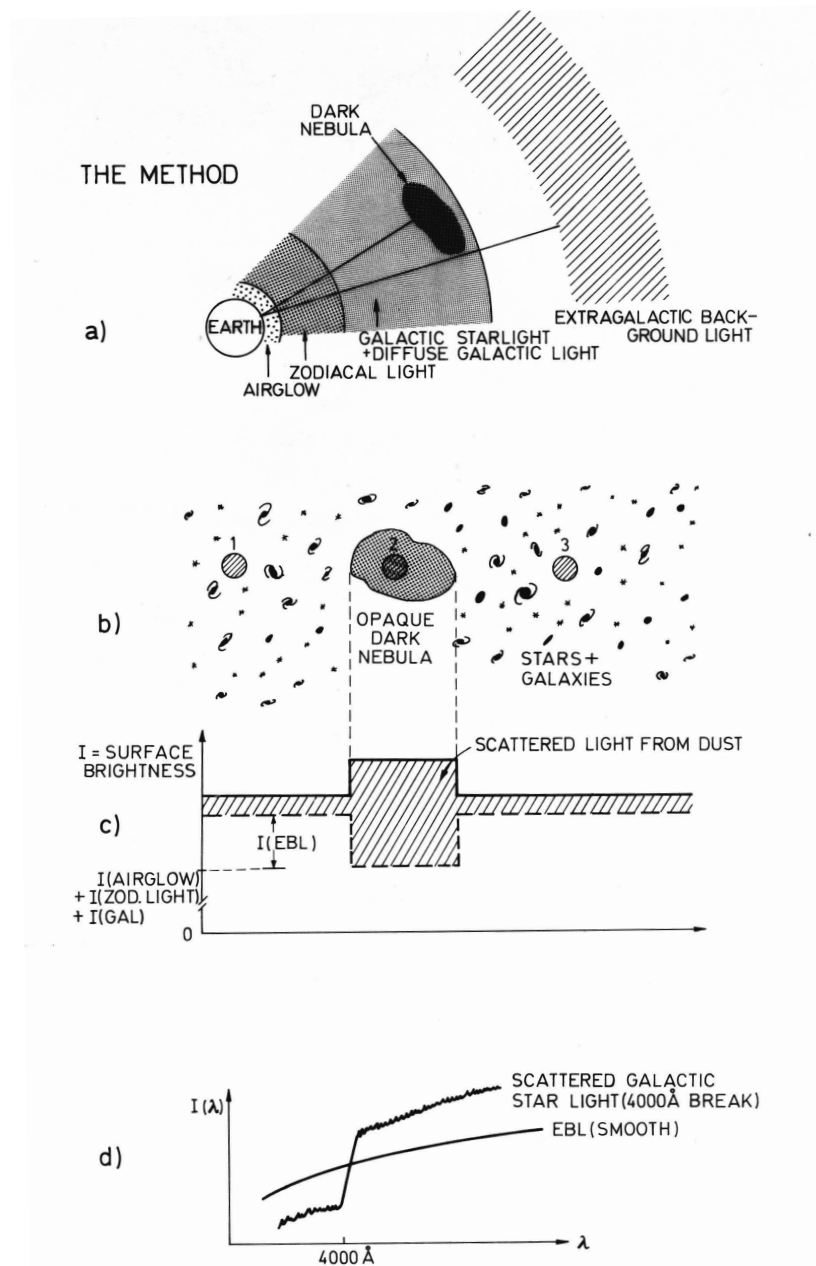 THE METHOD
DARK
NEBULA
EARTH
a)
EXTRAGALACTIC BACK-
GROUND LIGHT
GALACTIC STARLIGHT
+DIFFUSE GALACTIC LIGHT
ZODIACAL LIGHT
AIRGLOW
b)
1
2
3
OPAQUE
DARK
NEBULA
STARS+
GALAXIES
c)
I = SURFACE
BRIGHTNESS
SCATTERED LIGHT FROM DUST
I(EBL)
I(AIRGLOW)
+ I(ZOD.LIGHT)
+ I(GAL)
0
d)
I(λ)
SCATTERED GALACTIC
STAR LIGHT(4000Å BREAK)
EBL(SMOOTH)
4000Å
λ